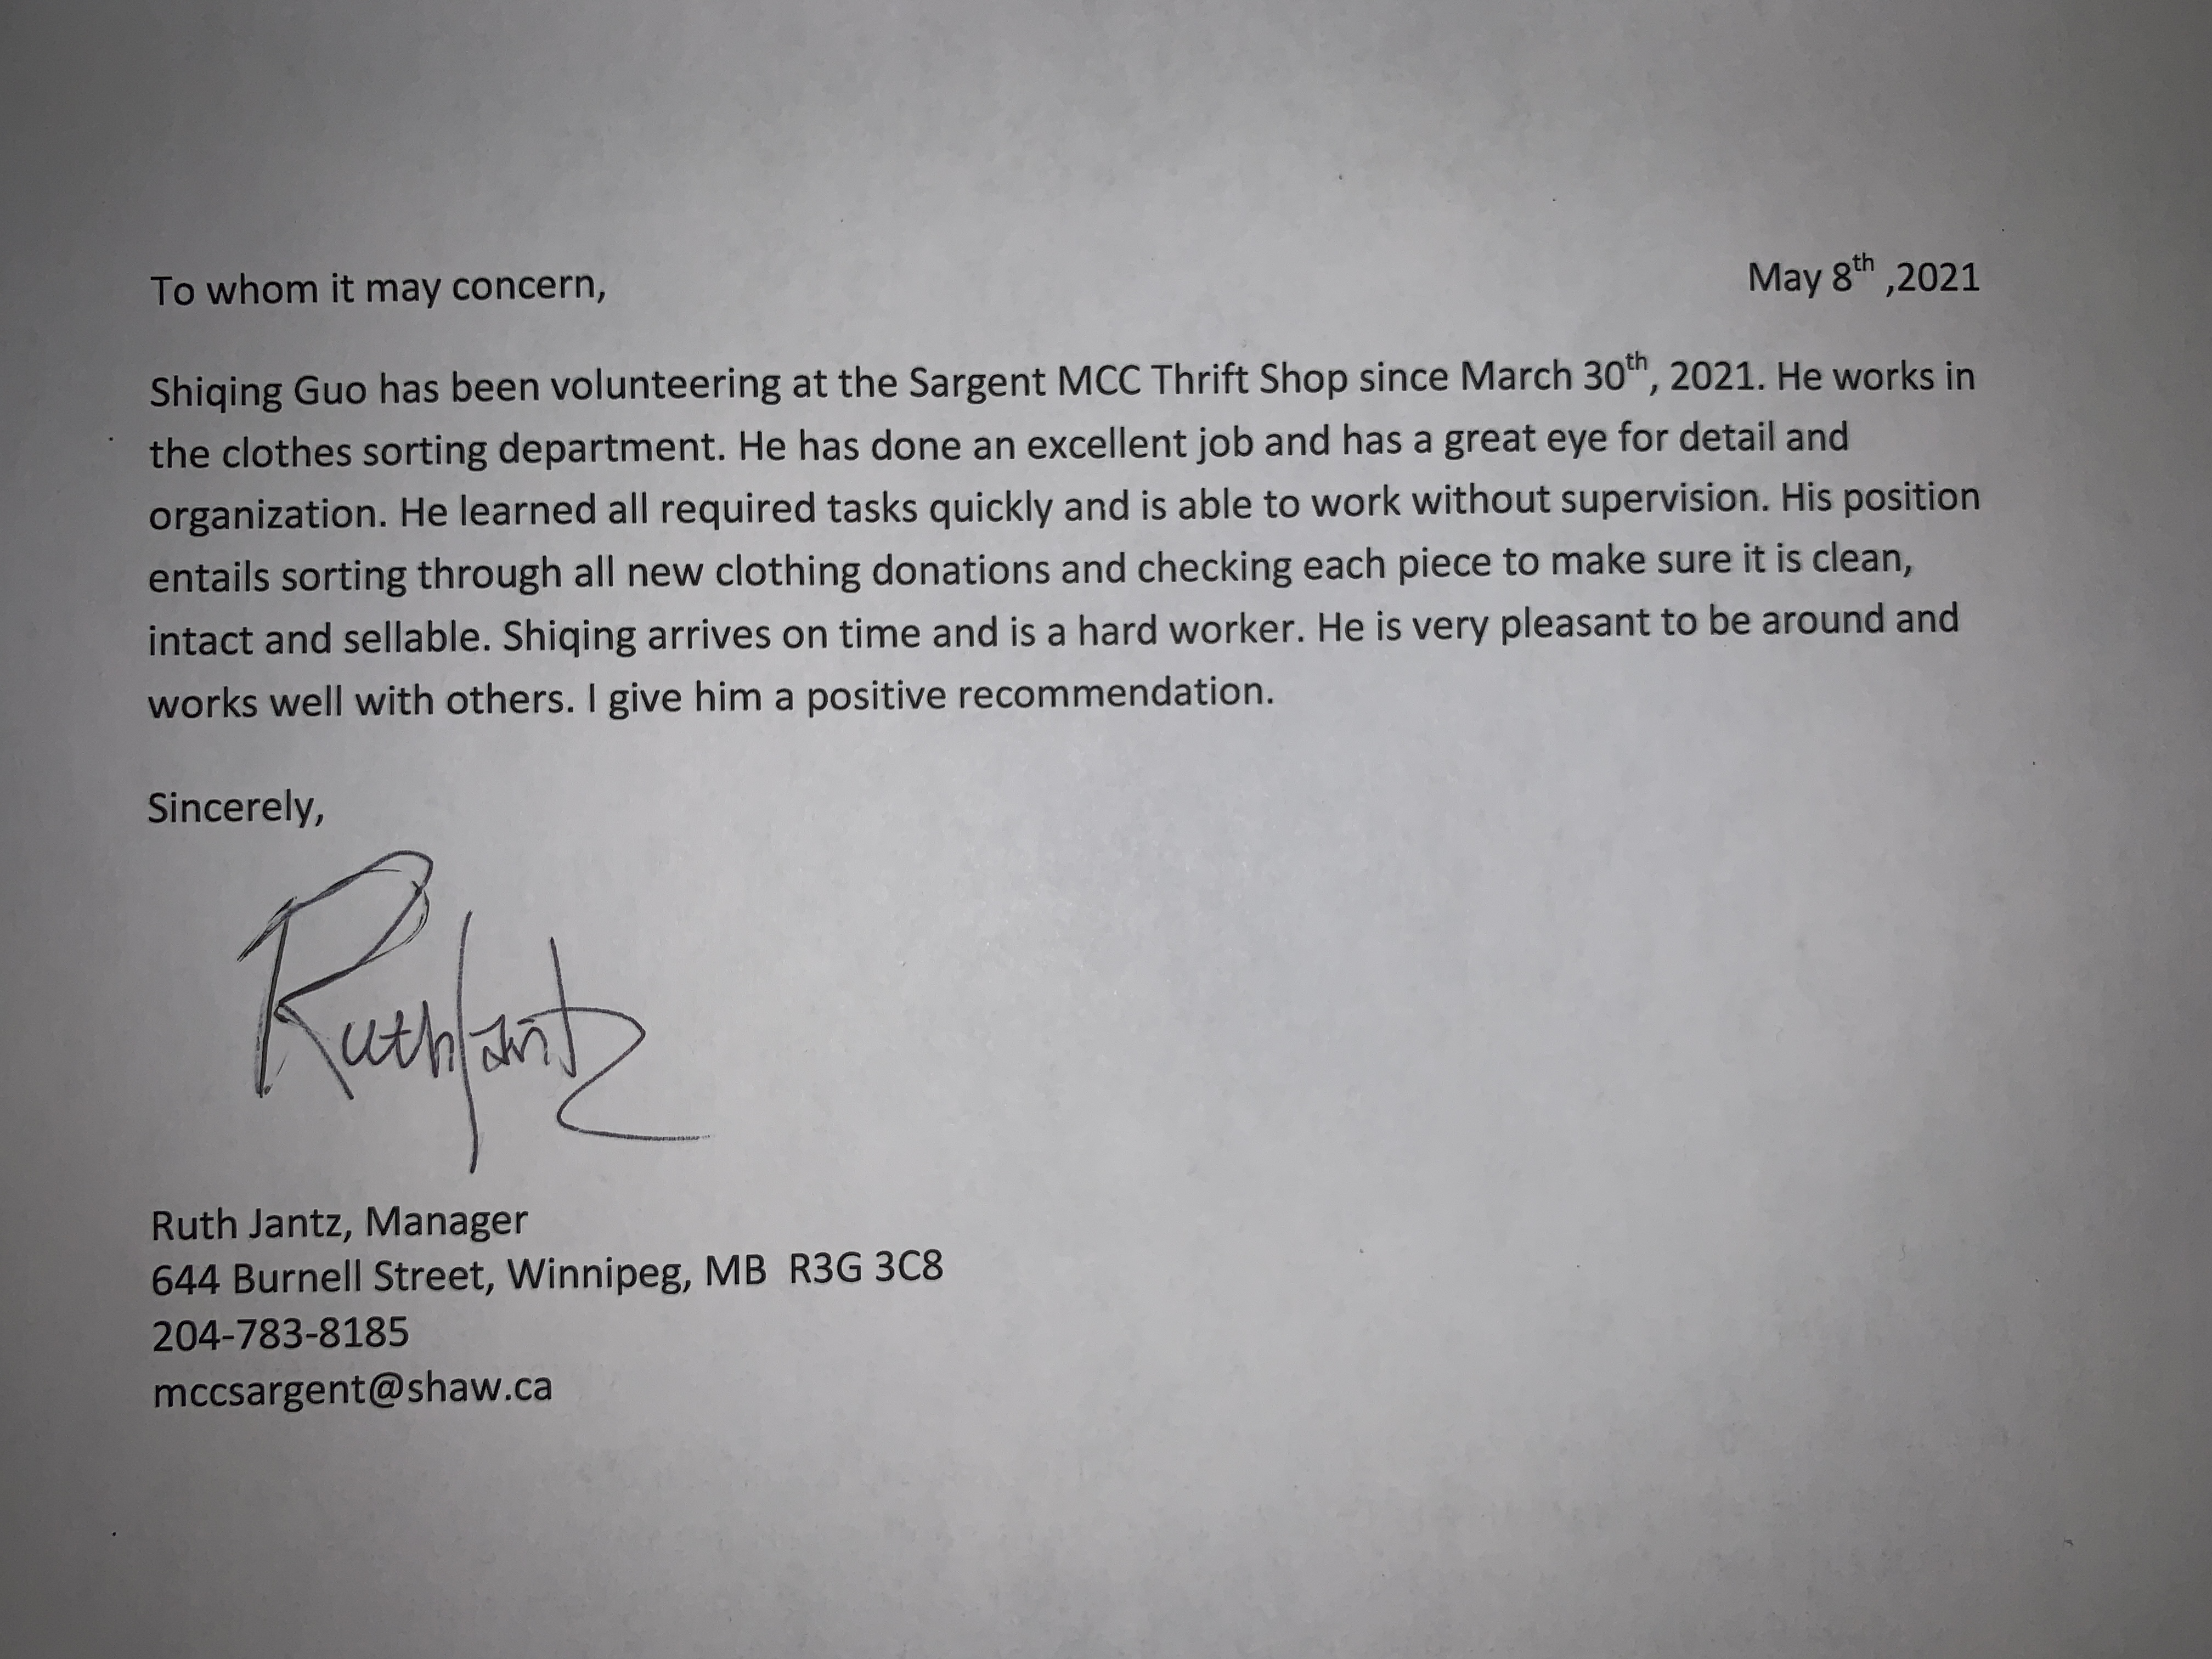 To whom it may concern, May 8th ,2021
Shiqing Guo has been volunteering at the Sargent MCC Thrift Shop since March 30th, 2021. He works in
the clothes sorting department. He has done an excellent job and has a great eye for detail and
organization. He learned all required tasks quickly and is able to work without supervision. His position
entails sorting through all new clothing donations and checking each piece to make sure it is clean,
intact and sellable. Shiqing arrives on time and is a hard worker. He is very pleasant to be around and
works well with others. I give him a positive recommendation.
Sincerely,
Ruth Jantz
Ruth Jantz, Manager
644 Burnell Street, Winnipeg, MB  R3G 3C8
204-783-8185
mccsargent@shaw.ca